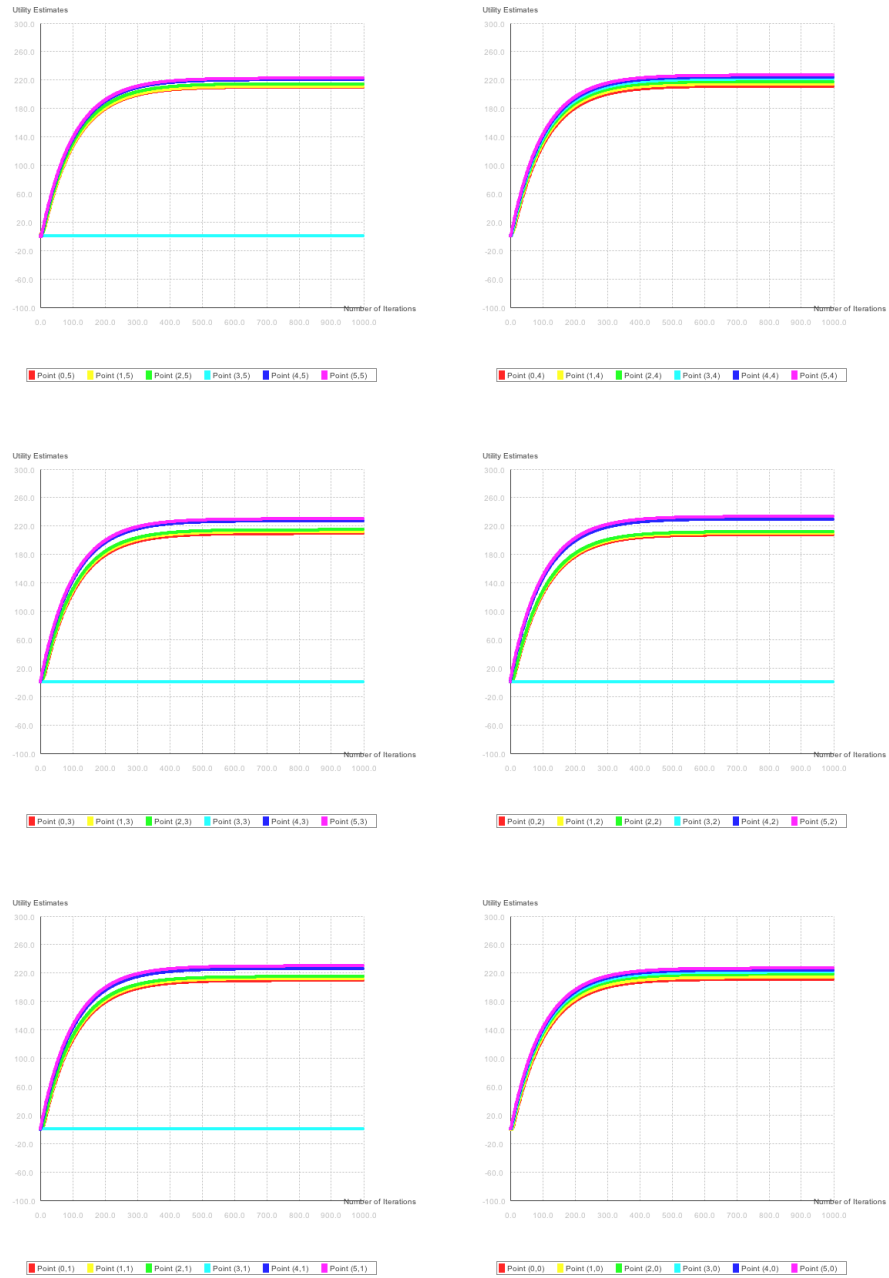 Utility Estimates
300.0
260.0
220.0
180.0
140.0
100.0
60.0
20.0
-20.0
-60.0
-100.0
Number of Iterations
0.0 100.0 200.0 300.0 400.0 500.0 600.0 700.0 800.0 900.0 1000.0
Point (0,5) Point (1,5) Point (2,5) Point (3,5) Point (4,5) Point (5,5)
Utility Estimates
300.0
260.0
220.0
180.0
140.0
100.0
60.0
20.0
-20.0
-60.0
-100.0
Number of Iterations
0.0 100.0 200.0 300.0 400.0 500.0 600.0 700.0 800.0 900.0 1000.0
Point (0,4) Point (1,4) Point (2,4) Point (3,4) Point (4,4) Point (5,4)
Utility Estimates
300.0
260.0
220.0
180.0
140.0
100.0
60.0
20.0
-20.0
-60.0
-100.0
Number of Iterations
0.0 100.0 200.0 300.0 400.0 500.0 600.0 700.0 800.0 900.0 1000.0
Point (0,3) Point (1,3) Point (2,3) Point (3,3) Point (4,3) Point (5,3)
Utility Estimates
300.0
260.0
220.0
180.0
140.0
100.0
60.0
20.0
-20.0
-60.0
-100.0
Number of Iterations
0.0 100.0 200.0 300.0 400.0 500.0 600.0 700.0 800.0 900.0 1000.0
Point (0,2) Point (1,2) Point (2,2) Point (3,2) Point (4,2) Point (5,2)
Utility Estimates
300.0
260.0
220.0
180.0
140.0
100.0
60.0
20.0
-20.0
-60.0
-100.0
Number of Iterations
0.0 100.0 200.0 300.0 400.0 500.0 600.0 700.0 800.0 900.0 1000.0
Point (0,1) Point (1,1) Point (2,1) Point (3,1) Point (4,1) Point (5,1)
Utility Estimates
300.0
260.0
220.0
180.0
140.0
100.0
60.0
20.0
-20.0
-60.0
-100.0
Number of Iterations
0.0 100.0 200.0 300.0 400.0 500.0 600.0 700.0 800.0 900.0 1000.0
Point (0,0) Point (1,0) Point (2,0) Point (3,0) Point (4,0) Point (5,0)